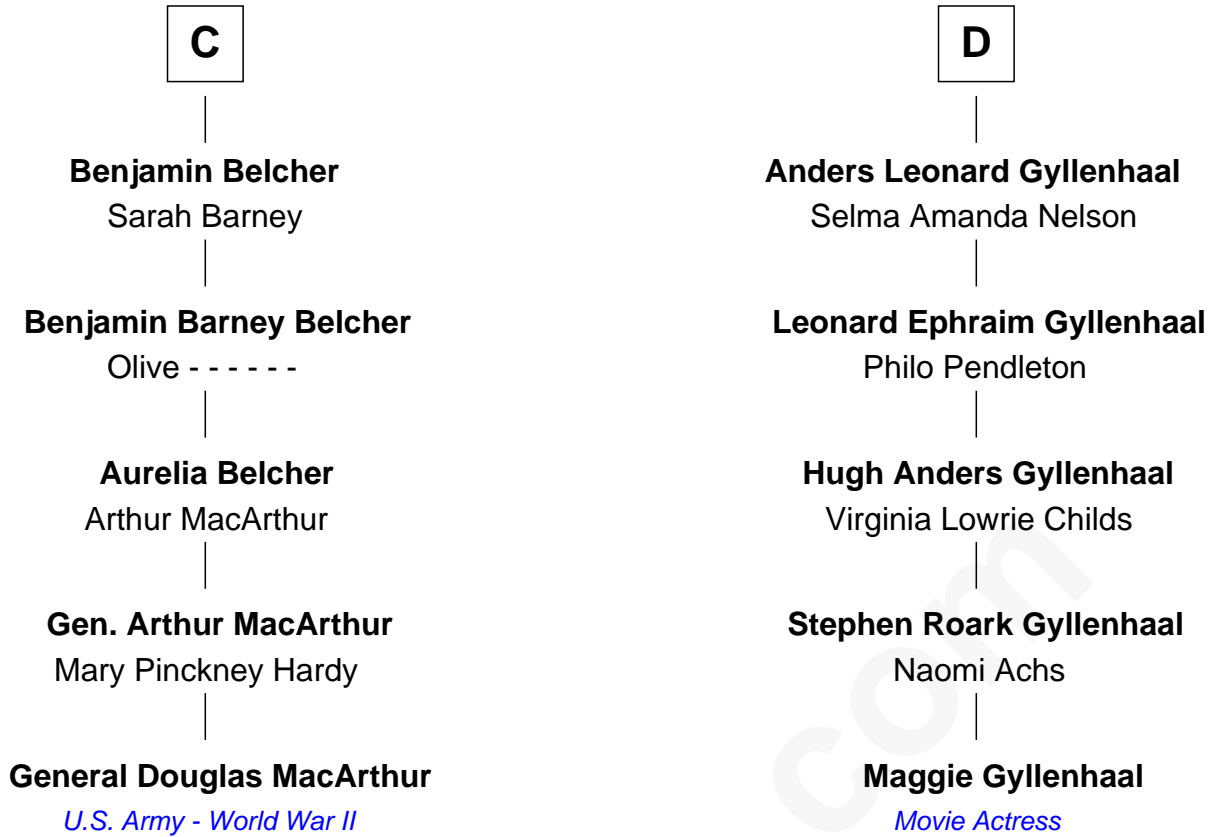 C
Benjamin Belcher
Sarah Barney
Benjamin Barney Belcher
Olive - - - - - -
Aurelia Belcher
Arthur MacArthur
Gen. Arthur MacArthur
Mary Pinckney Hardy
General Douglas MacArthur
U.S. Army - World War II
D
Anders Leonard Gyllenhaal
Selma Amanda Nelson
Leonard Ephraim Gyllenhaal
Philo Pendleton
Hugh Anders Gyllenhaal
Virginia Lowrie Childs
Stephen Roark Gyllenhaal
Naomi Achs
Maggie Gyllenhaal
Movie Actress
com